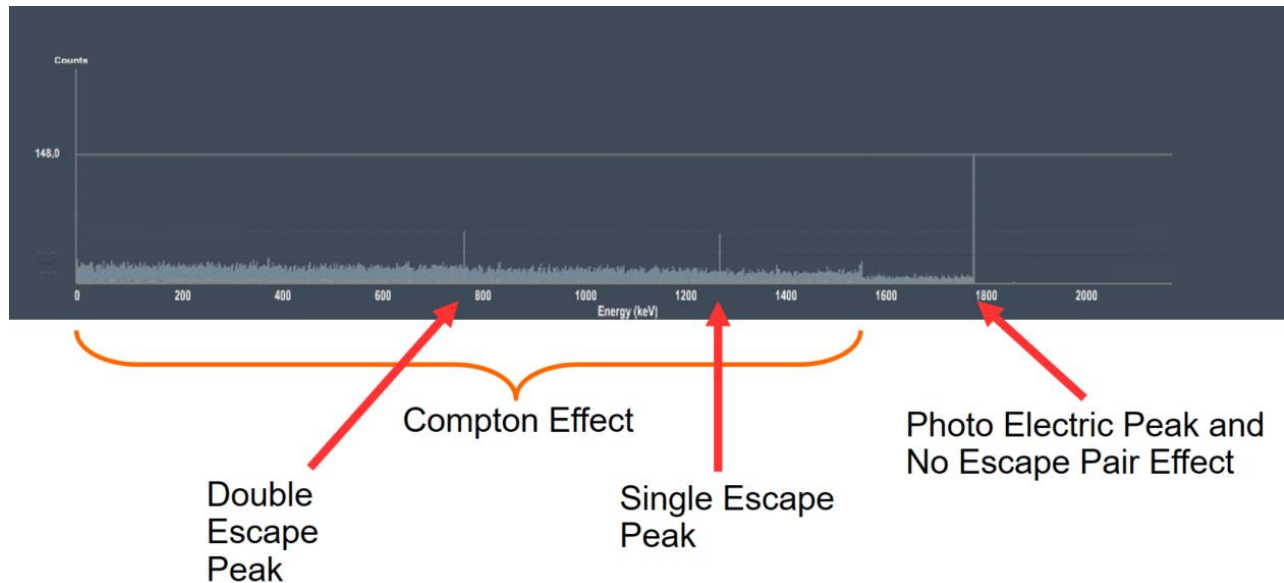 Counts
148,0
0 200 400 600 800 1000 1200 1400 1600 1800 2000
Energy (keV)
Compton Effect
Double
Escape
Peak
Single Escape
Peak
Photo Electric Peak and
No Escape Pair Effect